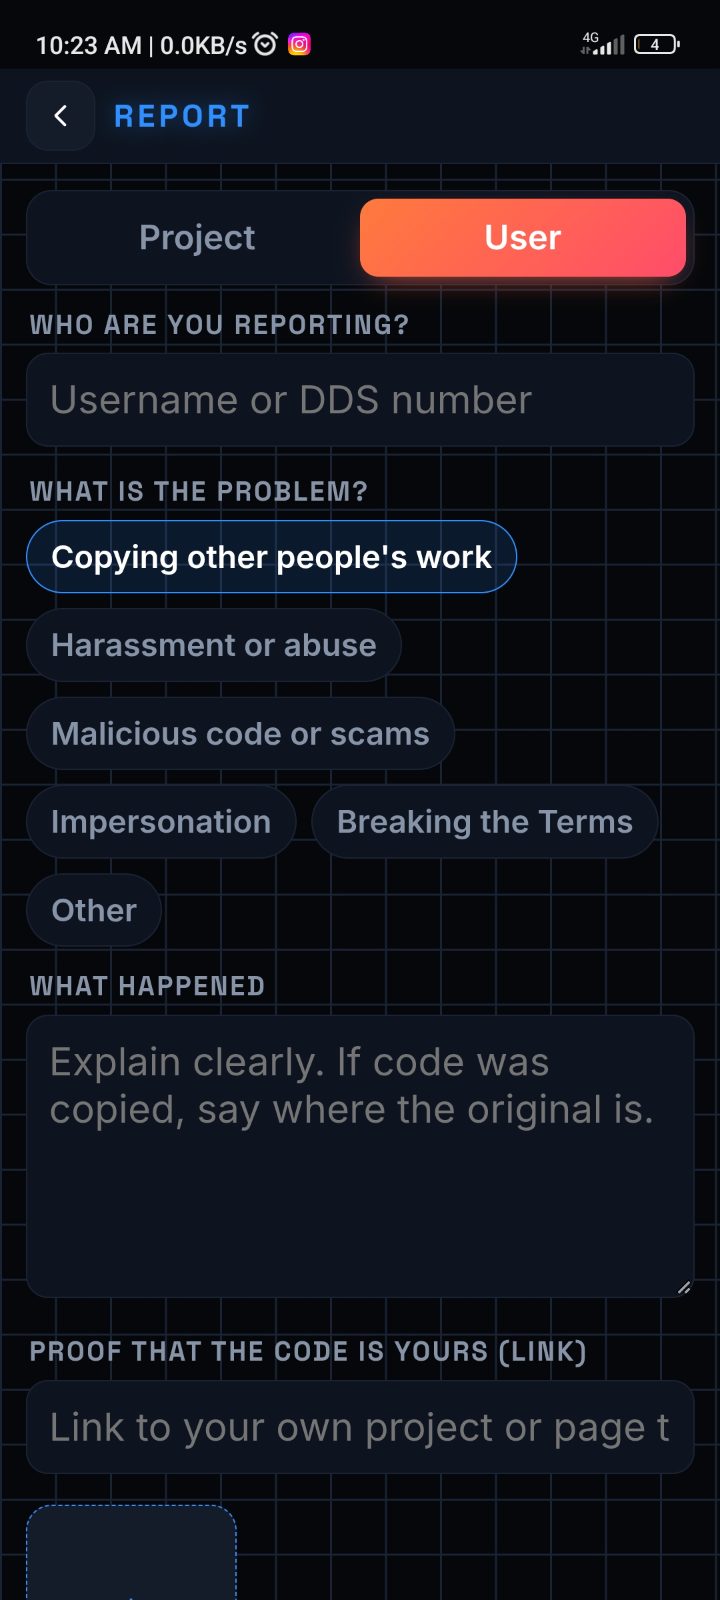 10:23 AM | 0.0KB/s 4G 4
REPORT
Project User
WHO ARE YOU REPORTING?
Username or DDS number
WHAT IS THE PROBLEM?
Copying other people's work
Harassment or abuse
Malicious code or scams
Impersonation Breaking the Terms
Other
WHAT HAPPENED
Explain clearly. If code was
copied, say where the original is.
PROOF THAT THE CODE IS YOURS (LINK)
Link to your own project or page t